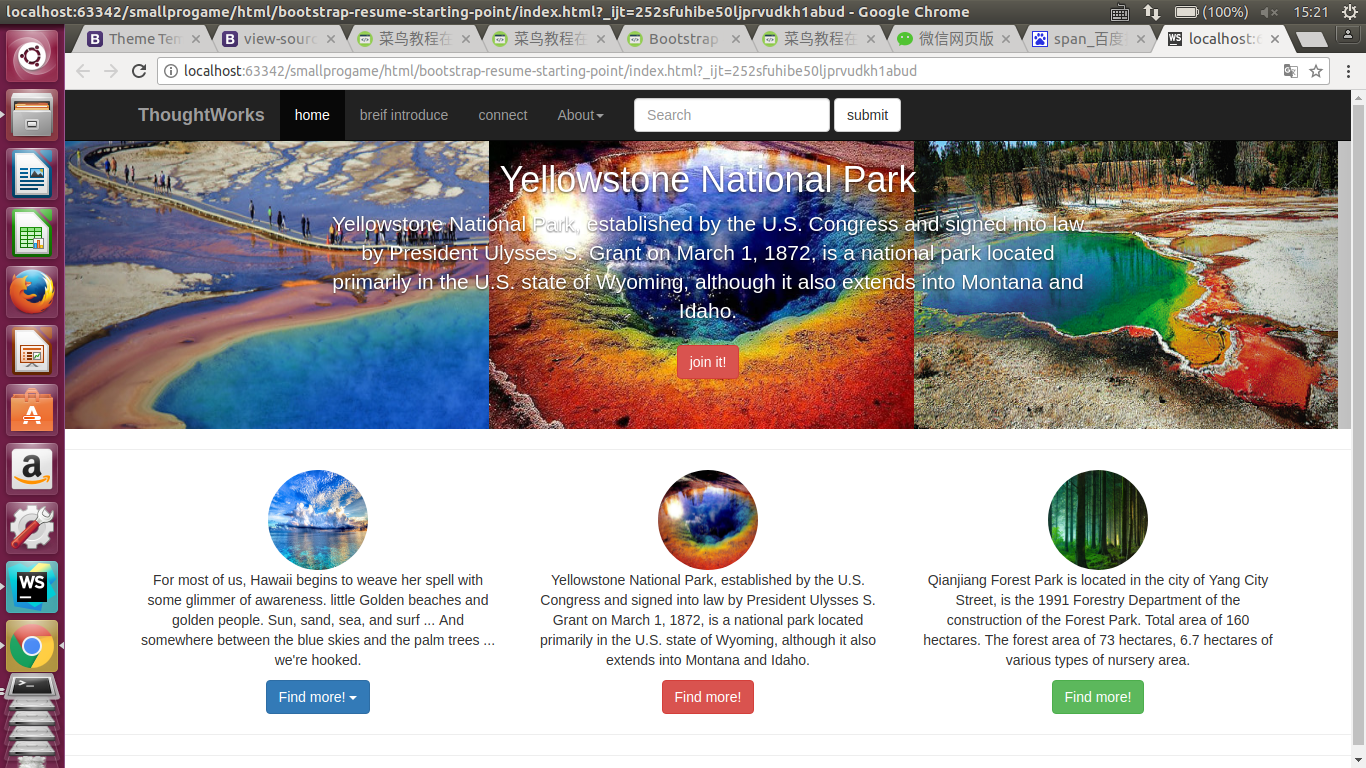 localhost:63342/smallprogame/html/bootstrap-resume-starting-point/index.html?_ijt=252sfuhibe50ljprvudkh1abud - Google Chrome
(100%)
15:21
Theme Tem
view-sour
菜鸟教程在
菜鸟教程在
Bootstrap
菜鸟教程在
微信网页版
span_百度
localhost:6
localhost:63342/smallprogame/html/bootstrap-resume-starting-point/index.html?_ijt=252sfuhibe50ljprvudkh1abud
ThoughtWorks
home
breif introduce
connect
About
Search
submit
Yellowstone National Park
Yellowstone National Park, established by the U.S. Congress and signed into law
by President Ulysses S. Grant on March 1, 1872, is a national park located
primarily in the U.S. state of Wyoming, although it also extends into Montana and
Idaho.
join it!
For most of us, Hawaii begins to weave her spell with
some glimmer of awareness. little Golden beaches and
golden people. Sun, sand, sea, and surf ... And
somewhere between the blue skies and the palm trees ...
we're hooked.
Find more!
Yellowstone National Park, established by the U.S.
Congress and signed into law by President Ulysses S.
Grant on March 1, 1872, is a national park located
primarily in the U.S. state of Wyoming, although it also
extends into Montana and Idaho.
Find more!
Qianjiang Forest Park is located in the city of Yang City
Street, is the 1991 Forestry Department of the
construction of the Forest Park. Total area of 160
hectares. The forest area of 73 hectares, 6.7 hectares of
various types of nursery area.
Find more!
WS